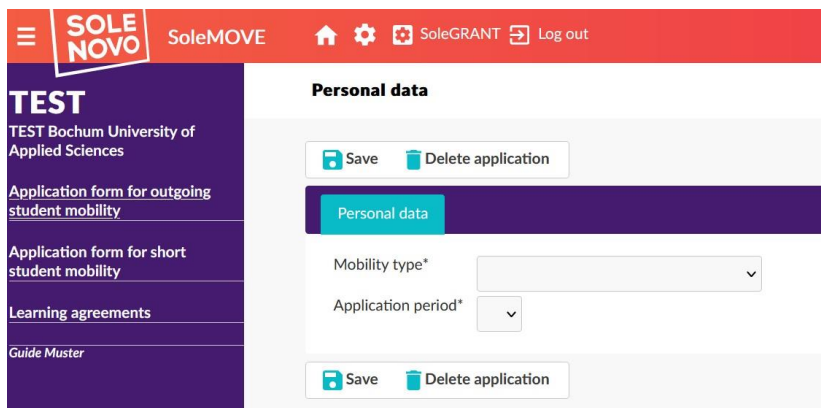 SOLE
NOVO
SoleMOVE
SoleGRANT
Log out
TEST
TEST Bochum University of
Applied Sciences
Application form for outgoing
student mobility
Application form for short
student mobility
Learning agreements
Guide Muster
Personal data
Save
Delete application
Personal data
Mobility type*
Application period*
Save
Delete application